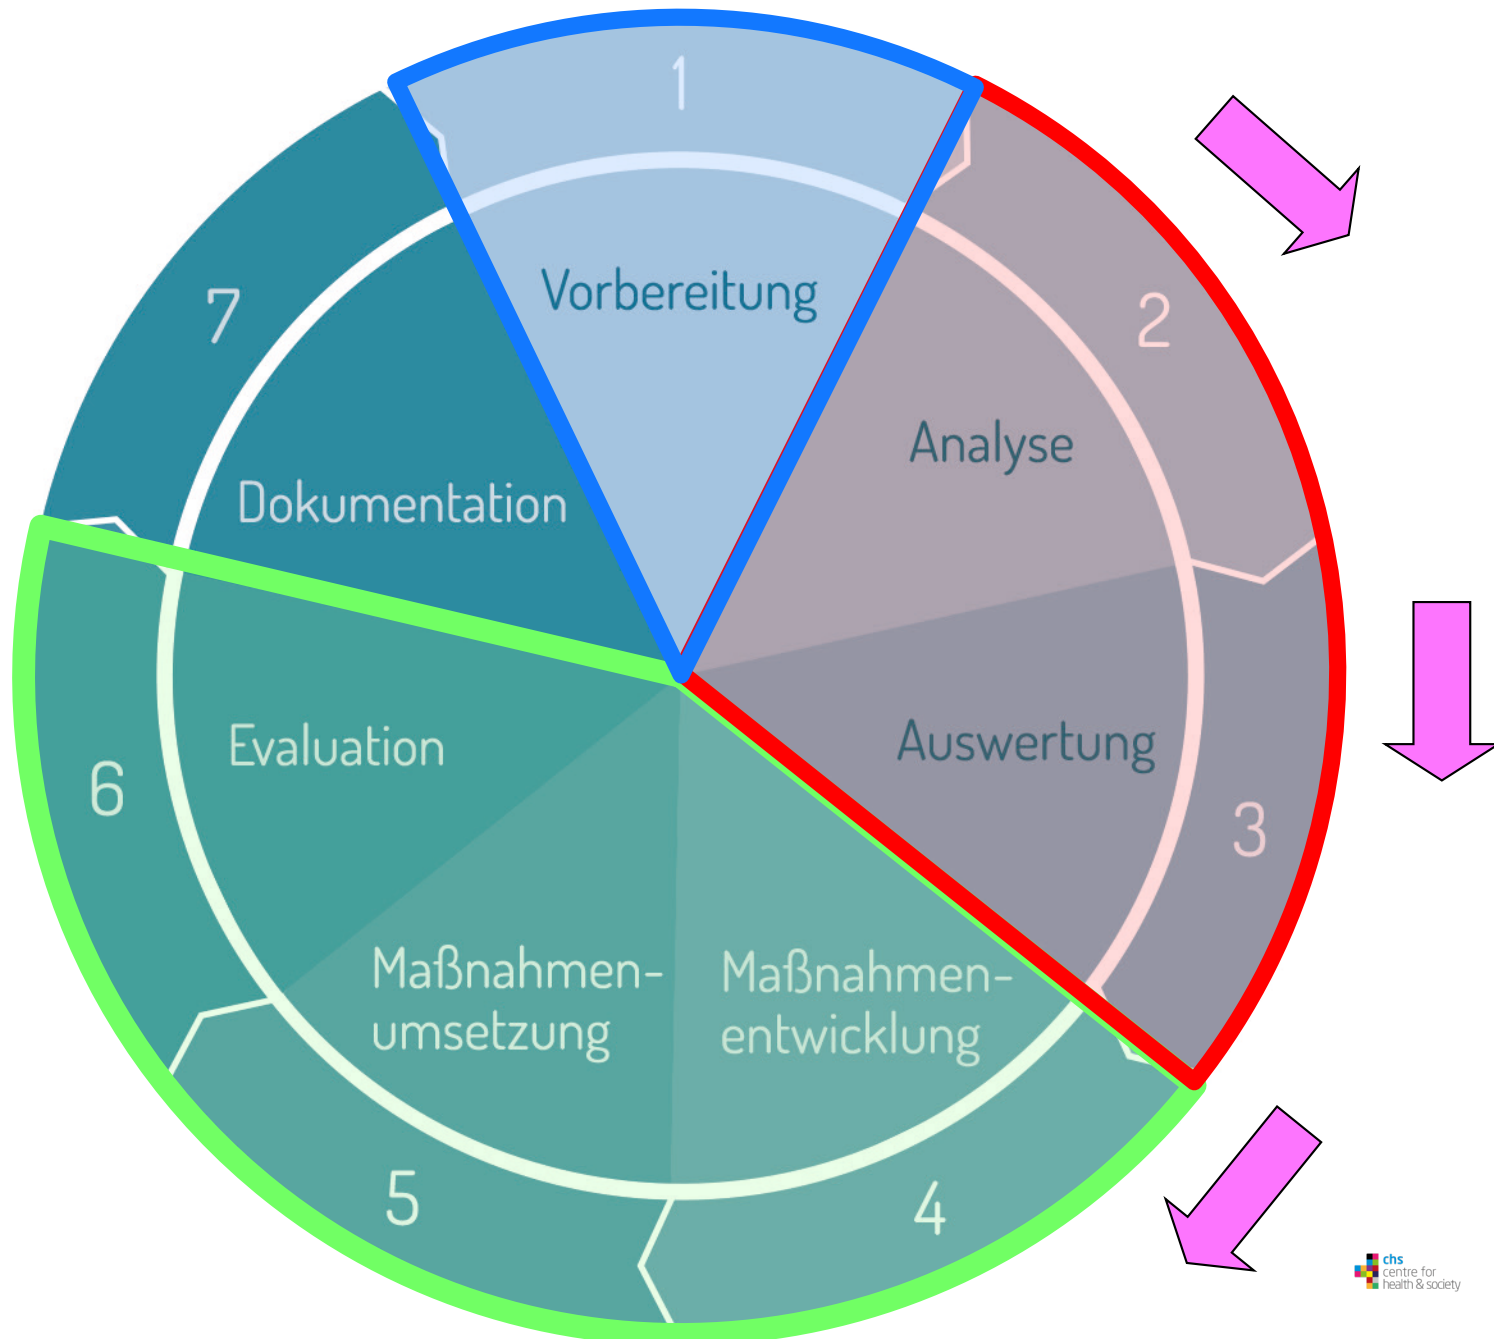 1
Vorbereitung
2
Analyse
3
Auswertung
4
Maßnahmen-
entwicklung
5
Maßnahmen-
umsetzung
6
Evaluation
7
Dokumentation
chs
centre for
health & society